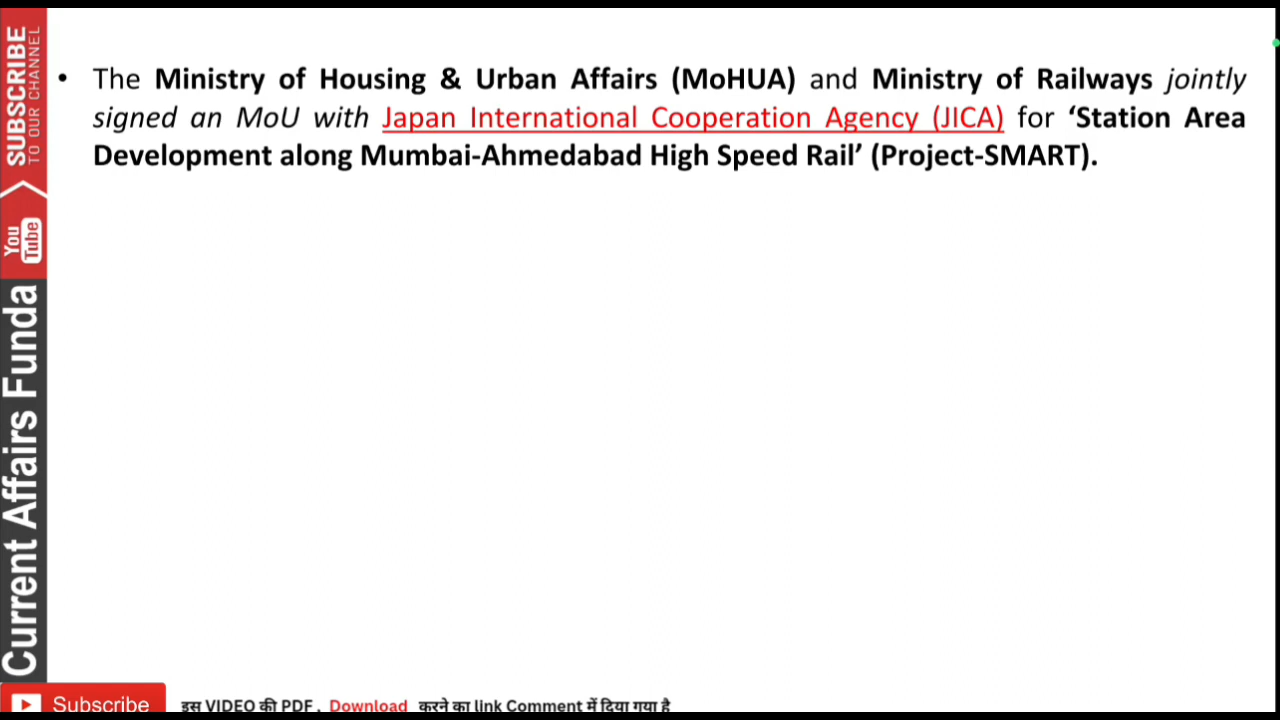 • The Ministry of Housing & Urban Affairs (MoHUA) and Ministry of Railways jointly
signed an MoU with Japan International Cooperation Agency (JICA) for ‘Station Area
Development along Mumbai-Ahmedabad High Speed Rail’ (Project-SMART).
SUBSCRIBE
TO OUR CHANNEL
You
Tube
Current Affairs Funda
Subscribe
इस VIDEO की PDF , Download करने का link Comment में दिया गया है